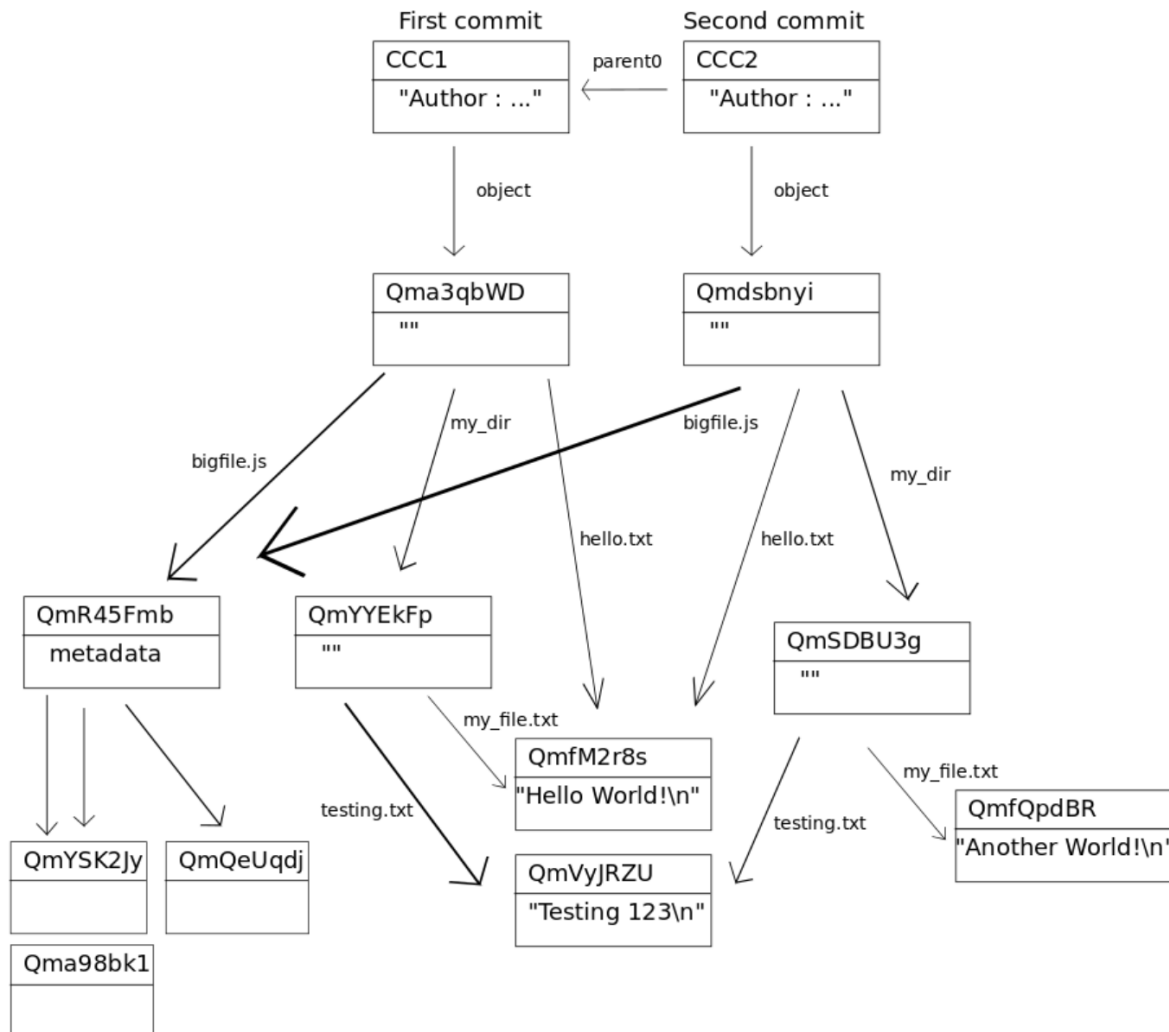 First commit
Second commit
CCC1
parent0
CCC2
"Author : ..."
"Author : ..."
object
object
Qma3qbWD
Qmdsbnyi
""
""
my_dir
bigfile.js
bigfile.js
my_dir
hello.txt
hello.txt
QmR45Fmb
QmYYEkFp
metadata
""
QmSDBU3g
""
my_file.txt
QmfM2r8s
my_file.txt
"Hello World!\n"
testing.txt
testing.txt
QmfQpdBR
"Another World!\n"
QmYSK2Jy
QmQeUqdj
QmVyJRZU
"Testing 123\n"
Qma98bk1